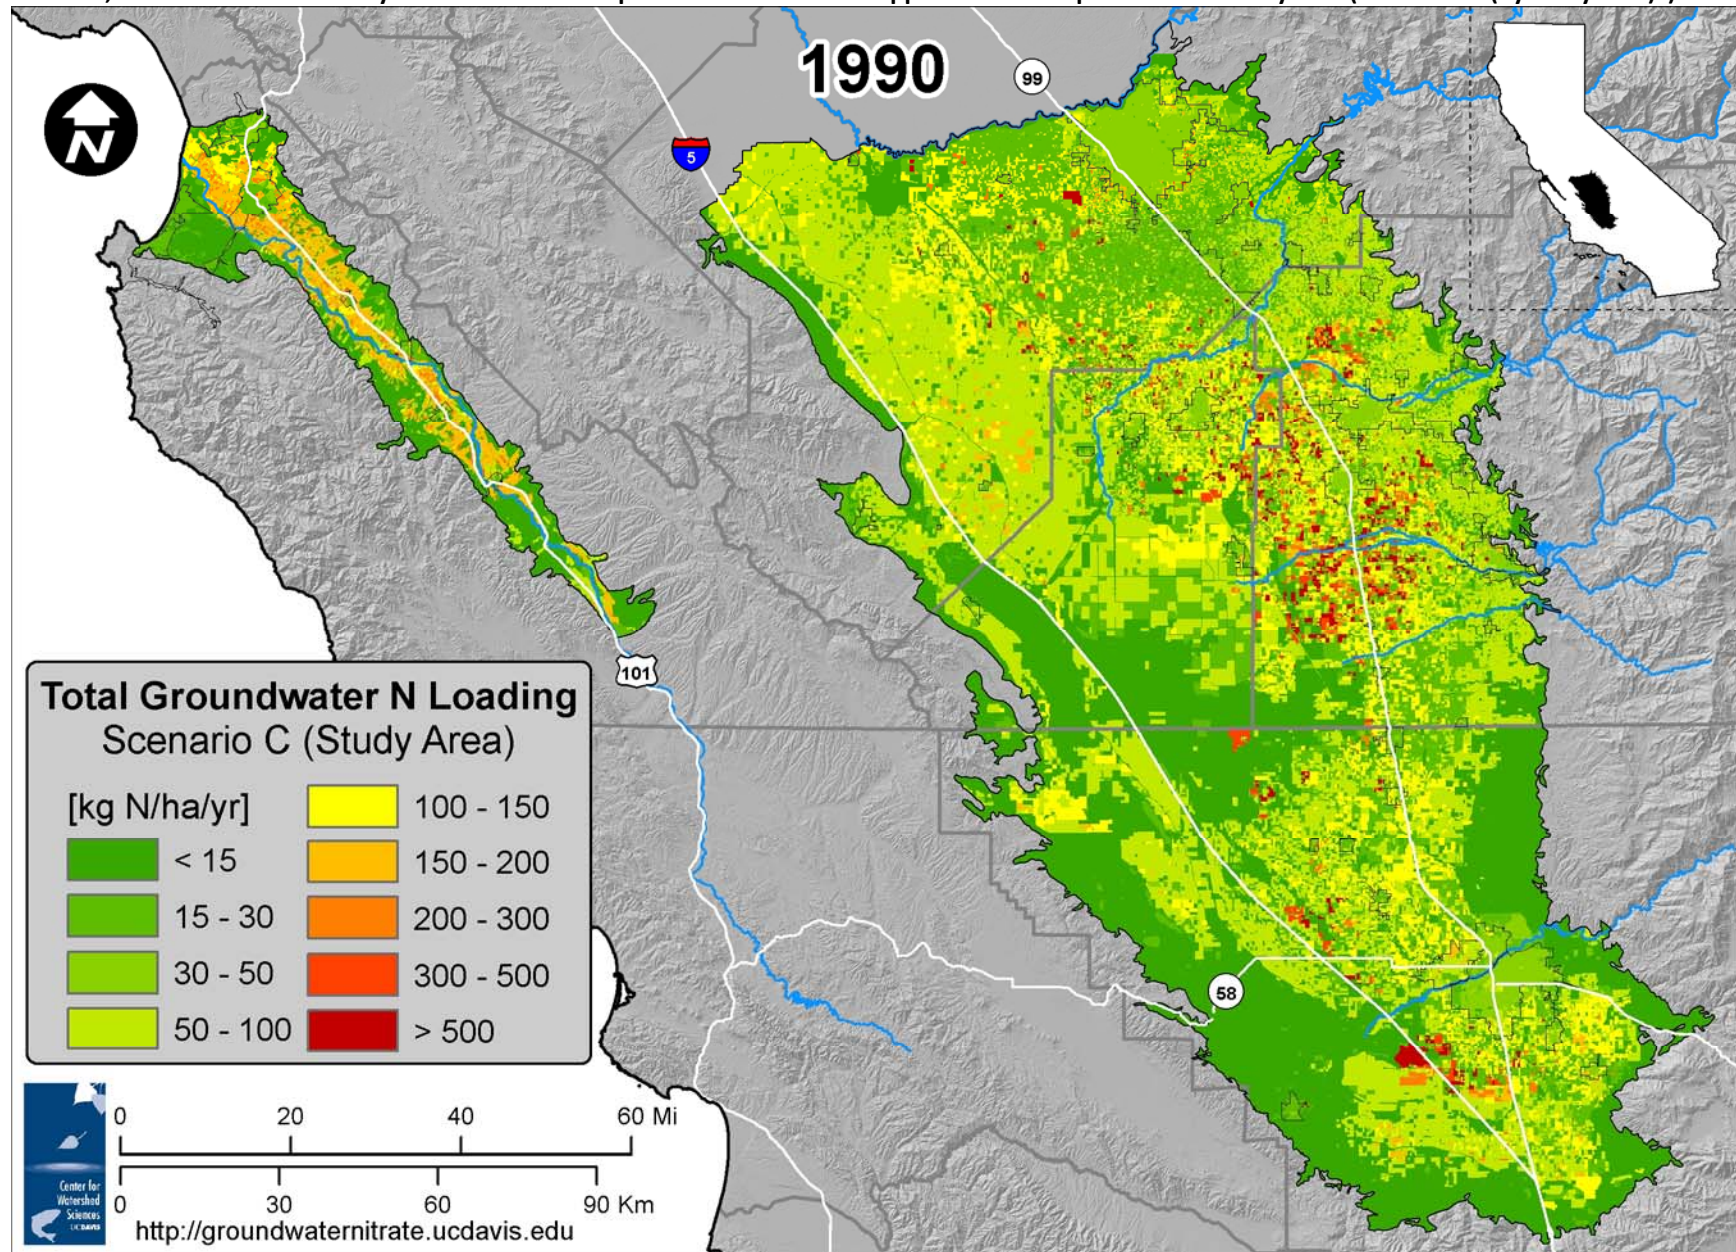 1990
99
N
5
101
Total Groundwater N Loading
Scenario C (Study Area)
[kg N/ha/yr]
< 15
15 - 30
30 - 50
50 - 100
100 - 150
150 - 200
200 - 300
300 - 500
> 500
58
0 20 40 60 Mi
0 30 60 90 Km
Center for
Watershed
Sciences
UC DAVIS
http://groundwaternitrate.ucdavis.edu